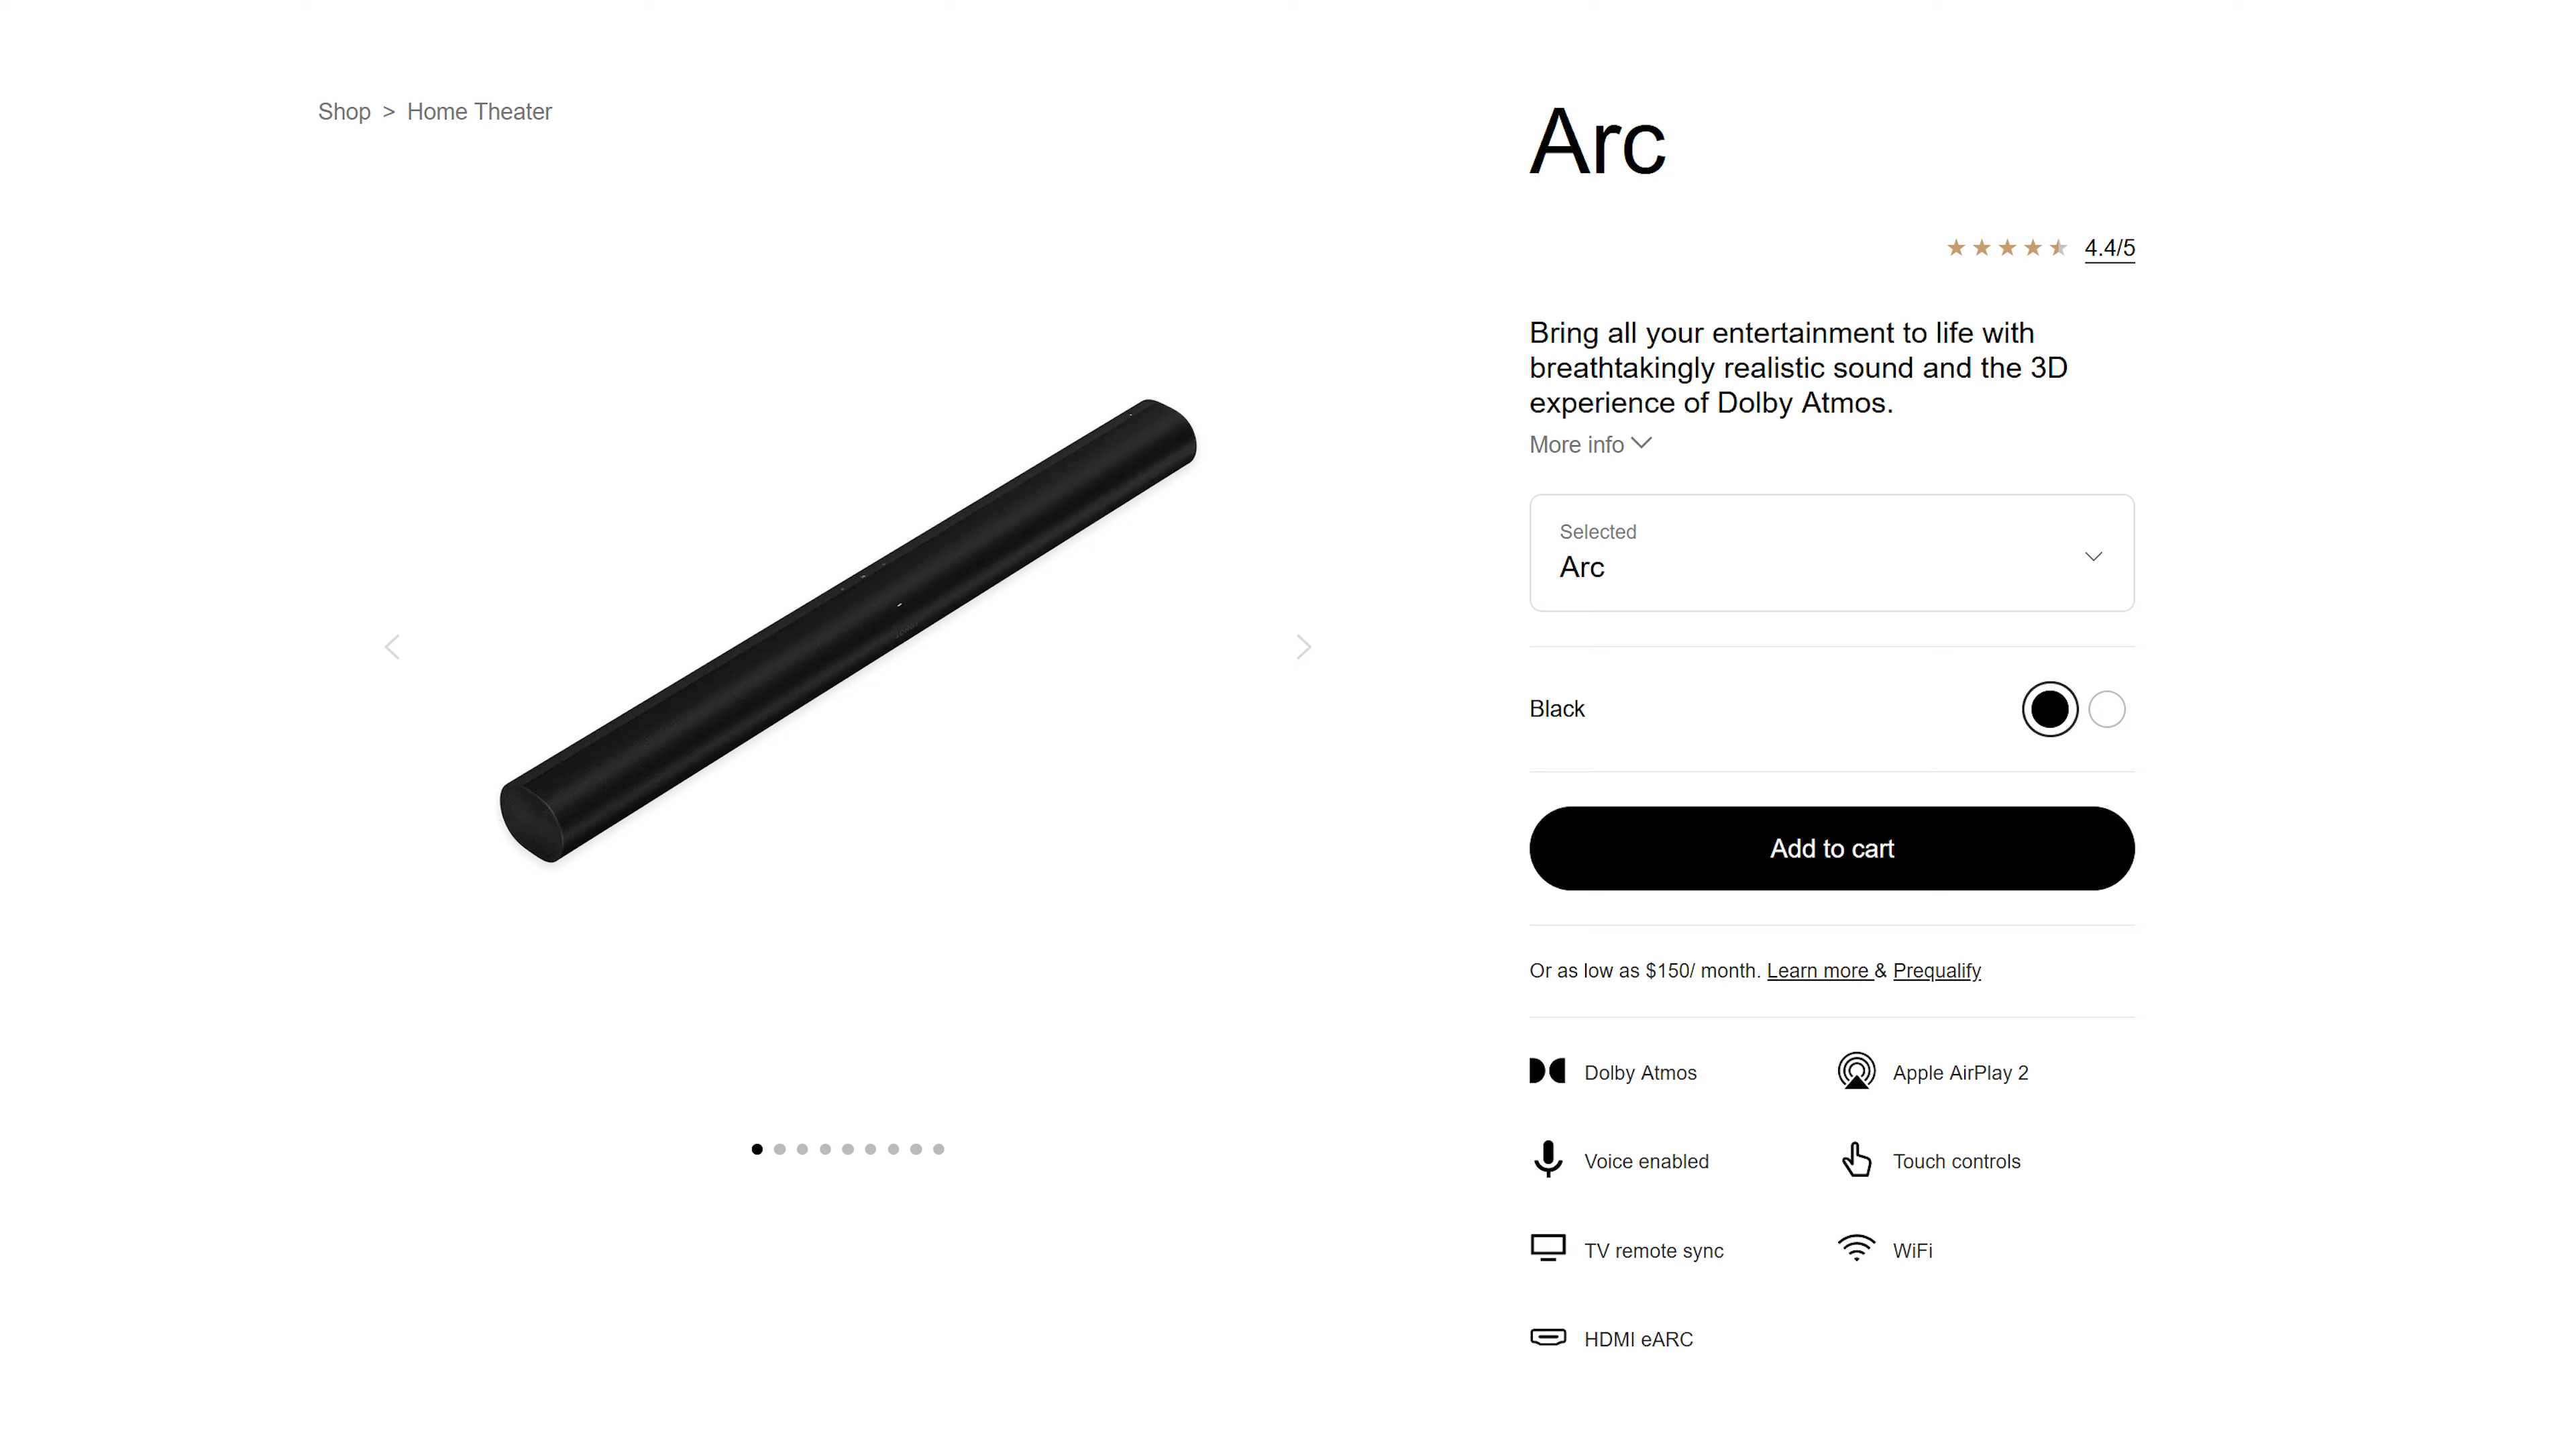 Shop > Home Theater
Arc
4.4/5
Bring all your entertainment to life with
breathtakingly realistic sound and the 3D
experience of Dolby Atmos.
More info
Selected
Arc
Black
Add to cart
Or as low as $150/ month. Learn more & Prequalify
Dolby Atmos
Apple AirPlay 2
Voice enabled
Touch controls
TV remote sync
WiFi
HDMI eARC